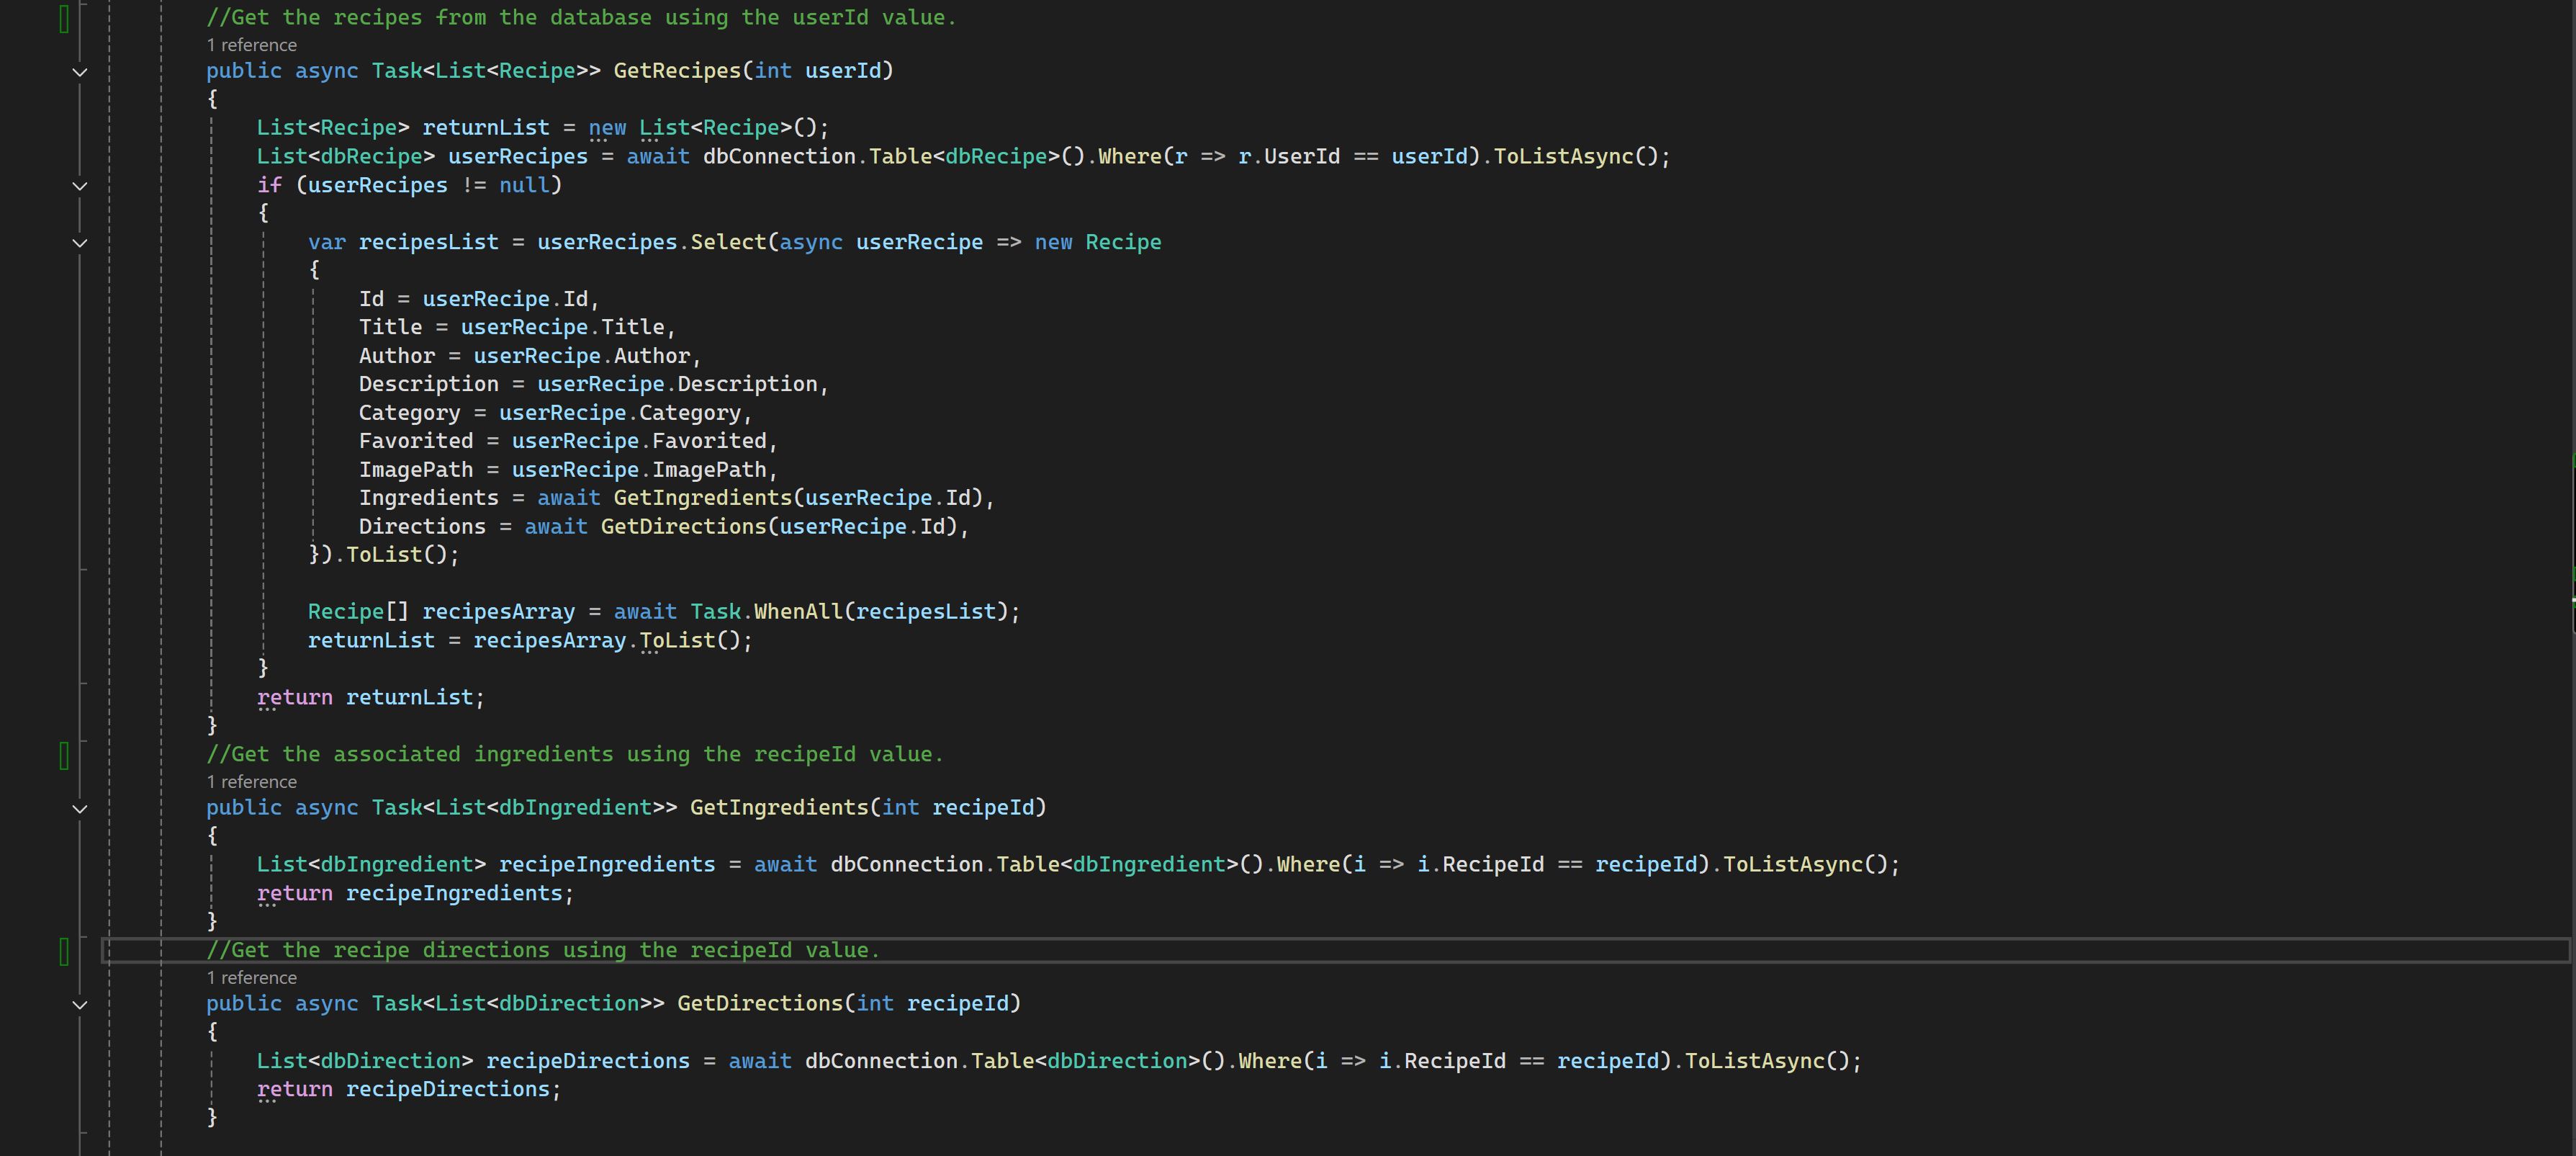 //Get the recipes from the database using the userId value.
1 reference
public async Task<List<Recipe>> GetRecipes(int userId)
{
List<Recipe> returnList = new List<Recipe>();
List<dbRecipe> userRecipes = await dbConnection.Table<dbRecipe>().Where(r => r.UserId == userId).ToListAsync();
if (userRecipes != null)
{
var recipesList = userRecipes.Select(async userRecipe => new Recipe
{
Id = userRecipe.Id,
Title = userRecipe.Title,
Author = userRecipe.Author,
Description = userRecipe.Description,
Category = userRecipe.Category,
Favorited = userRecipe.Favorited,
ImagePath = userRecipe.ImagePath,
Ingredients = await GetIngredients(userRecipe.Id),
Directions = await GetDirections(userRecipe.Id),
}).ToList();
Recipe[] recipesArray = await Task.WhenAll(recipesList);
returnList = recipesArray.ToList();
}
return returnList;
}
//Get the associated ingredients using the recipeId value.
1 reference
public async Task<List<dbIngredient>> GetIngredients(int recipeId)
{
List<dbIngredient> recipeIngredients = await dbConnection.Table<dbIngredient>().Where(i => i.RecipeId == recipeId).ToListAsync();
return recipeIngredients;
}
//Get the recipe directions using the recipeId value.
1 reference
public async Task<List<dbDirection>> GetDirections(int recipeId)
{
List<dbDirection> recipeDirections = await dbConnection.Table<dbDirection>().Where(i => i.RecipeId == recipeId).ToListAsync();
return recipeDirections;
}